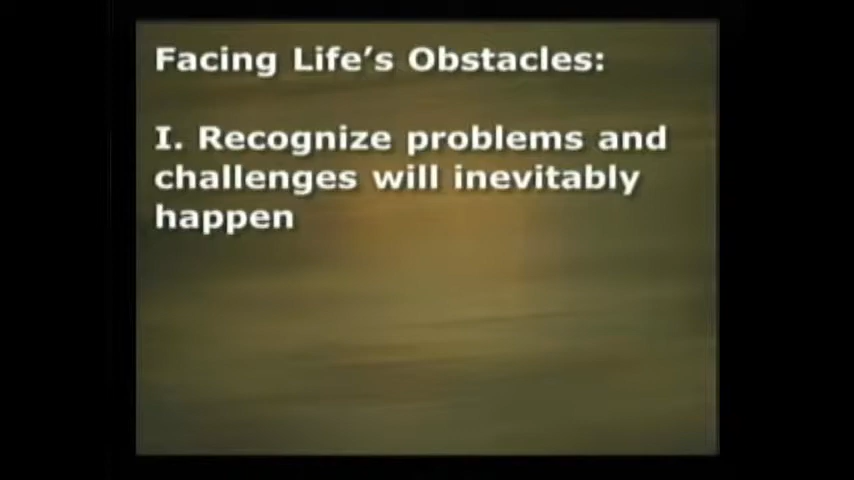 Facing Life’s Obstacles:
I. Recognize problems and
challenges will inevitably
happen